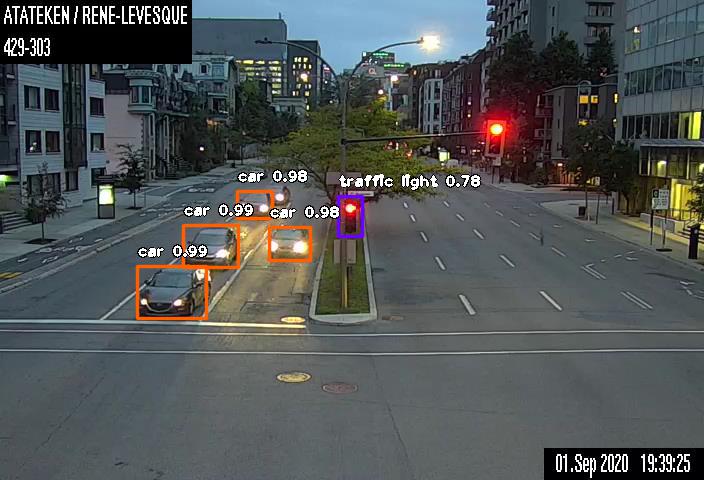 ATATEKEN / RENE-LEVESQUE
429-303
car 0.98
traffic light 0.78
car 0.99
car 0.98
car 0.99
01.Sep 2020 19:39:25